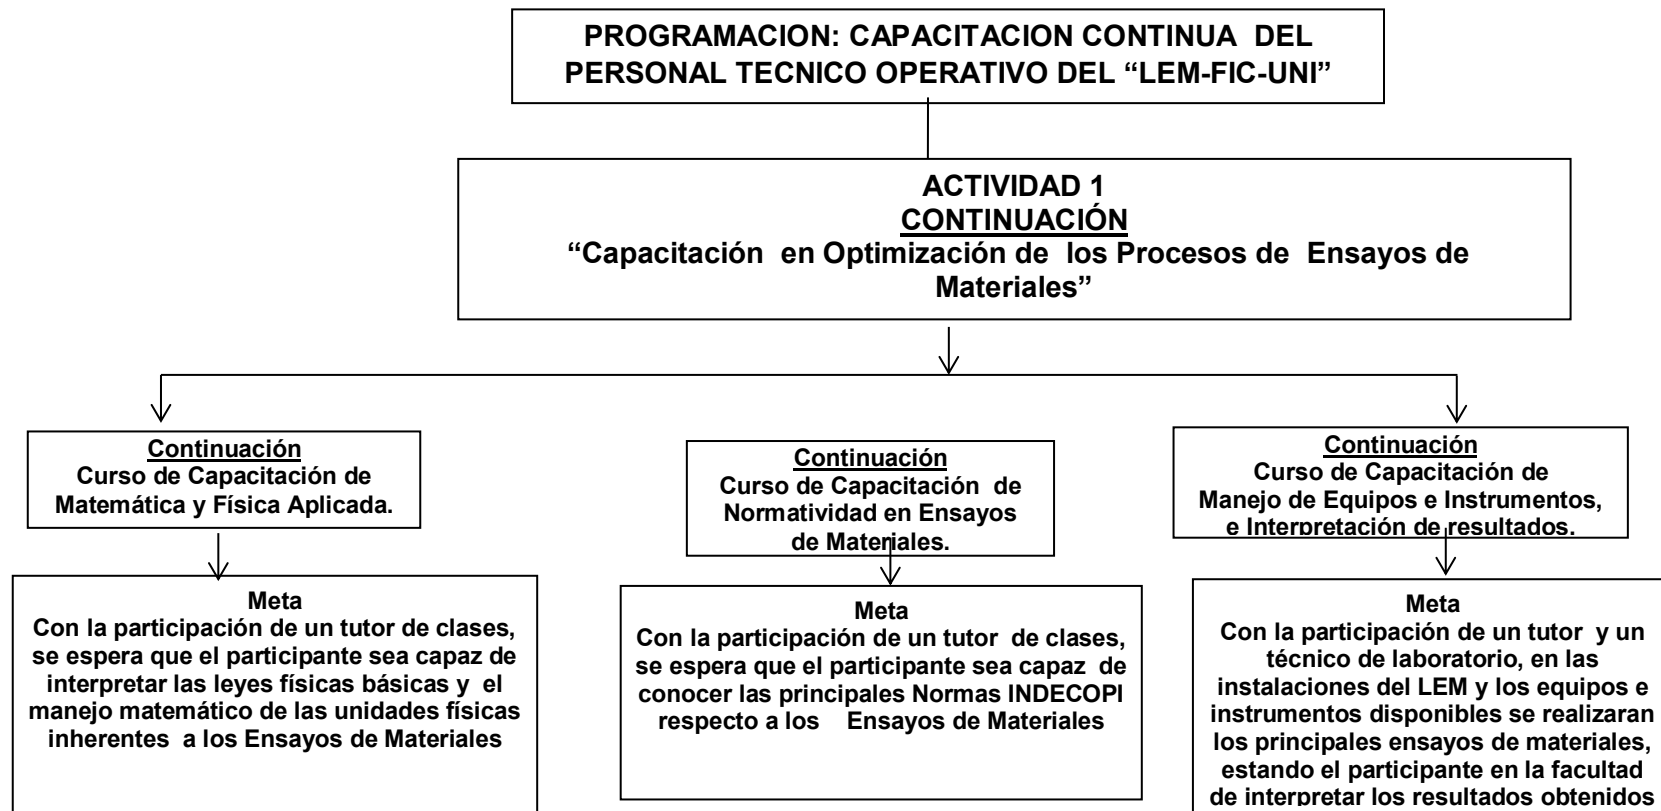 PROGRAMACION: CAPACITACION CONTINUA DEL
PERSONAL TECNICO OPERATIVO DEL “LEM-FIC-UNI”
ACTIVIDAD 1
CONTINUACIÓN
“Capacitación en Optimización de los Procesos de Ensayos de
Materiales”
Continuación
Curso de Capacitación de
Matemática y Física Aplicada.
Continuación
Curso de Capacitación de
Normatividad en Ensayos
de Materiales.
Continuación
Curso de Capacitación de
Manejo de Equipos e Instrumentos,
e Interpretación de resultados.
Meta
Con la participación de un tutor de clases,
se espera que el participante sea capaz de
interpretar las leyes físicas básicas y el
manejo matemático de las unidades físicas
inherentes a los Ensayos de Materiales
Meta
Con la participación de un tutor de clases,
se espera que el participante sea capaz de
conocer las principales Normas INDECOPI
respecto a los Ensayos de Materiales
Meta
Con la participación de un tutor y un
técnico de laboratorio, en las
instalaciones del LEM y los equipos e
instrumentos disponibles se realizaran
los principales ensayos de materiales,
estando el participante en la facultad
de interpretar los resultados obtenidos